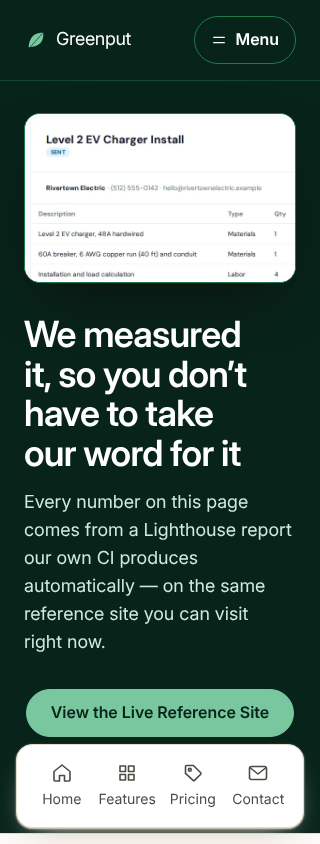 Greenput
Menu
Level 2 EV Charger Install
SENT
Rivertown Electric · (512) 555-0142 · hello@rivertownelectric.example
Description Type Qty
Level 2 EV charger, 48A hardwired Materials 1
60A breaker, 6 AWG copper run (40 ft) and conduit Materials 1
Installation and load calculation Labor 4
We measured
it, so you don’t
have to take
our word for it
Every number on this page
comes from a Lighthouse report
our own CI produces
automatically — on the same
reference site you can visit
right now.
View the Live Reference Site
Home Features Pricing Contact